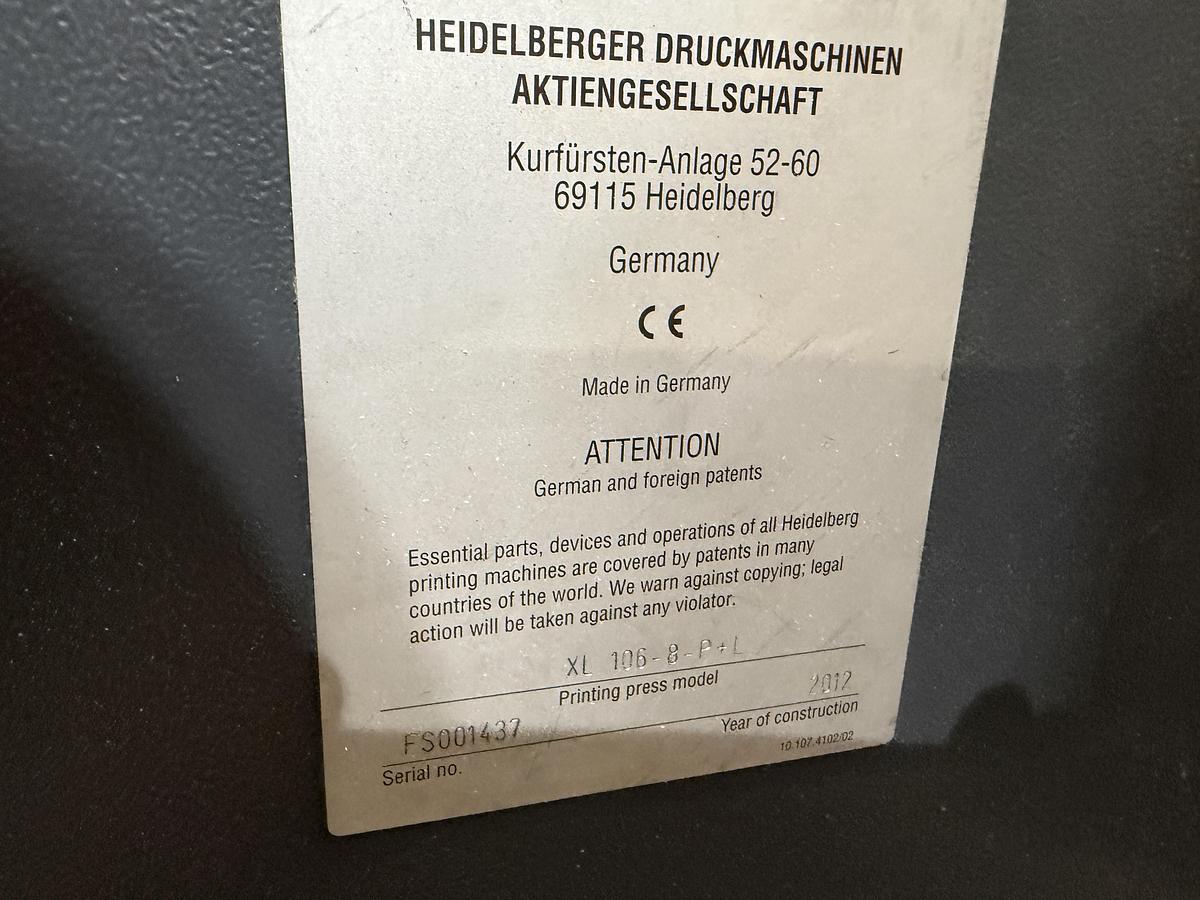 HEIDELBERGER DRUCKMASCHINEN
AKTIENGESELLSCHAFT
Kurfürsten-Anlage 52-60
69115 Heidelberg
Germany
CE
Made in Germany
ATTENTION
German and foreign patents
Essential parts, devices and operations of all Heidelberg
printing machines are covered by patents in many
countries of the world. We warn against copying; legal
action will be taken against any violator.
XL 106-8-P+L
Printing press model
2012
FS001437
Year of construction
10.107.4102/02
Serial no.